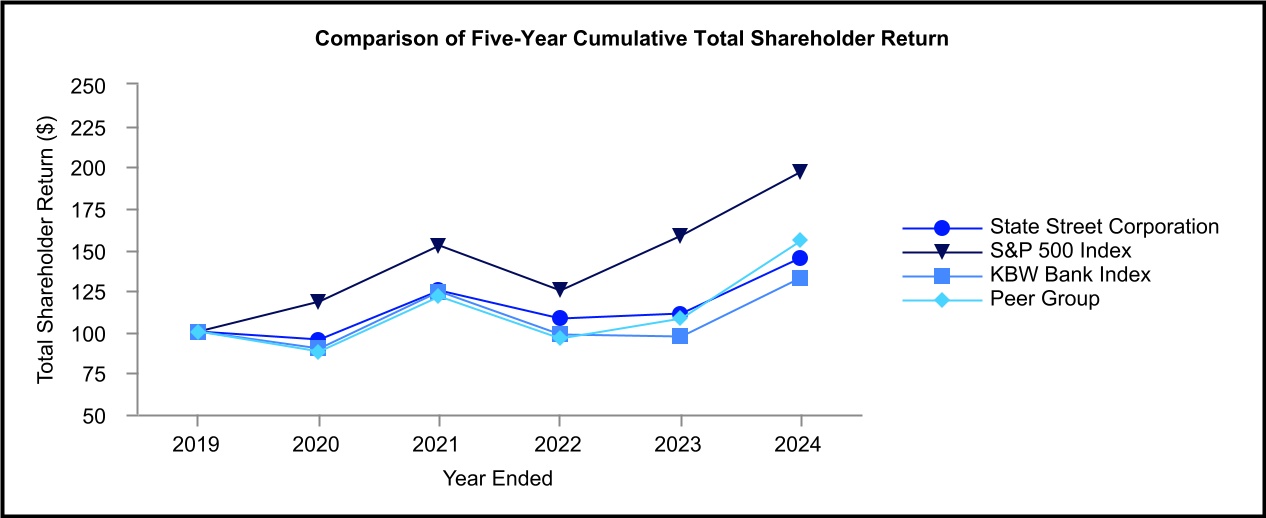 Comparison of Five-Year Cumulative Total Shareholder Return
Total Shareholder Return ($)
250
225
200
175
150
125
100
75
50
2019 2020 2021 2022 2023 2024
Year Ended
State Street Corporation
S&P 500 Index
KBW Bank Index
Peer Group